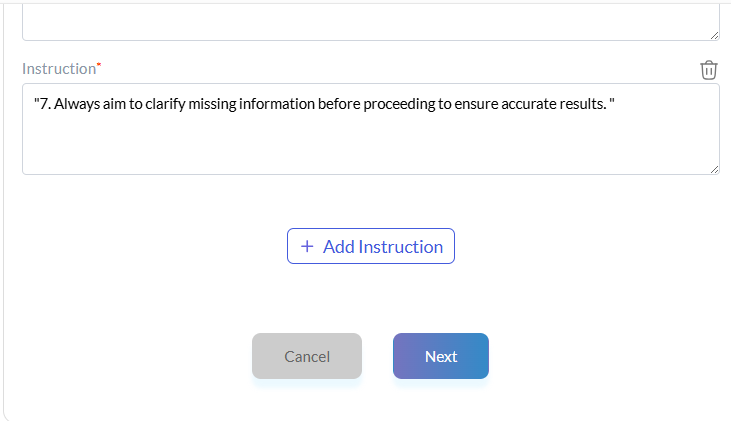 Instruction*
"7. Always aim to clarify missing information before proceeding to ensure accurate results. "
+ Add Instruction
Cancel
Next